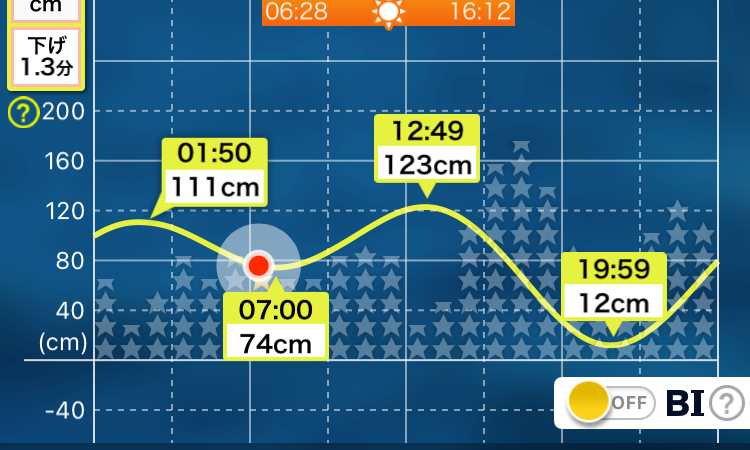 cm
06:28 16:12
下げ
1.3分
?
200
12:49
123cm
160
01:50
111cm
120
80
19:59
12cm
40
07:00
74cm
(cm)
-40
OFF BI ?